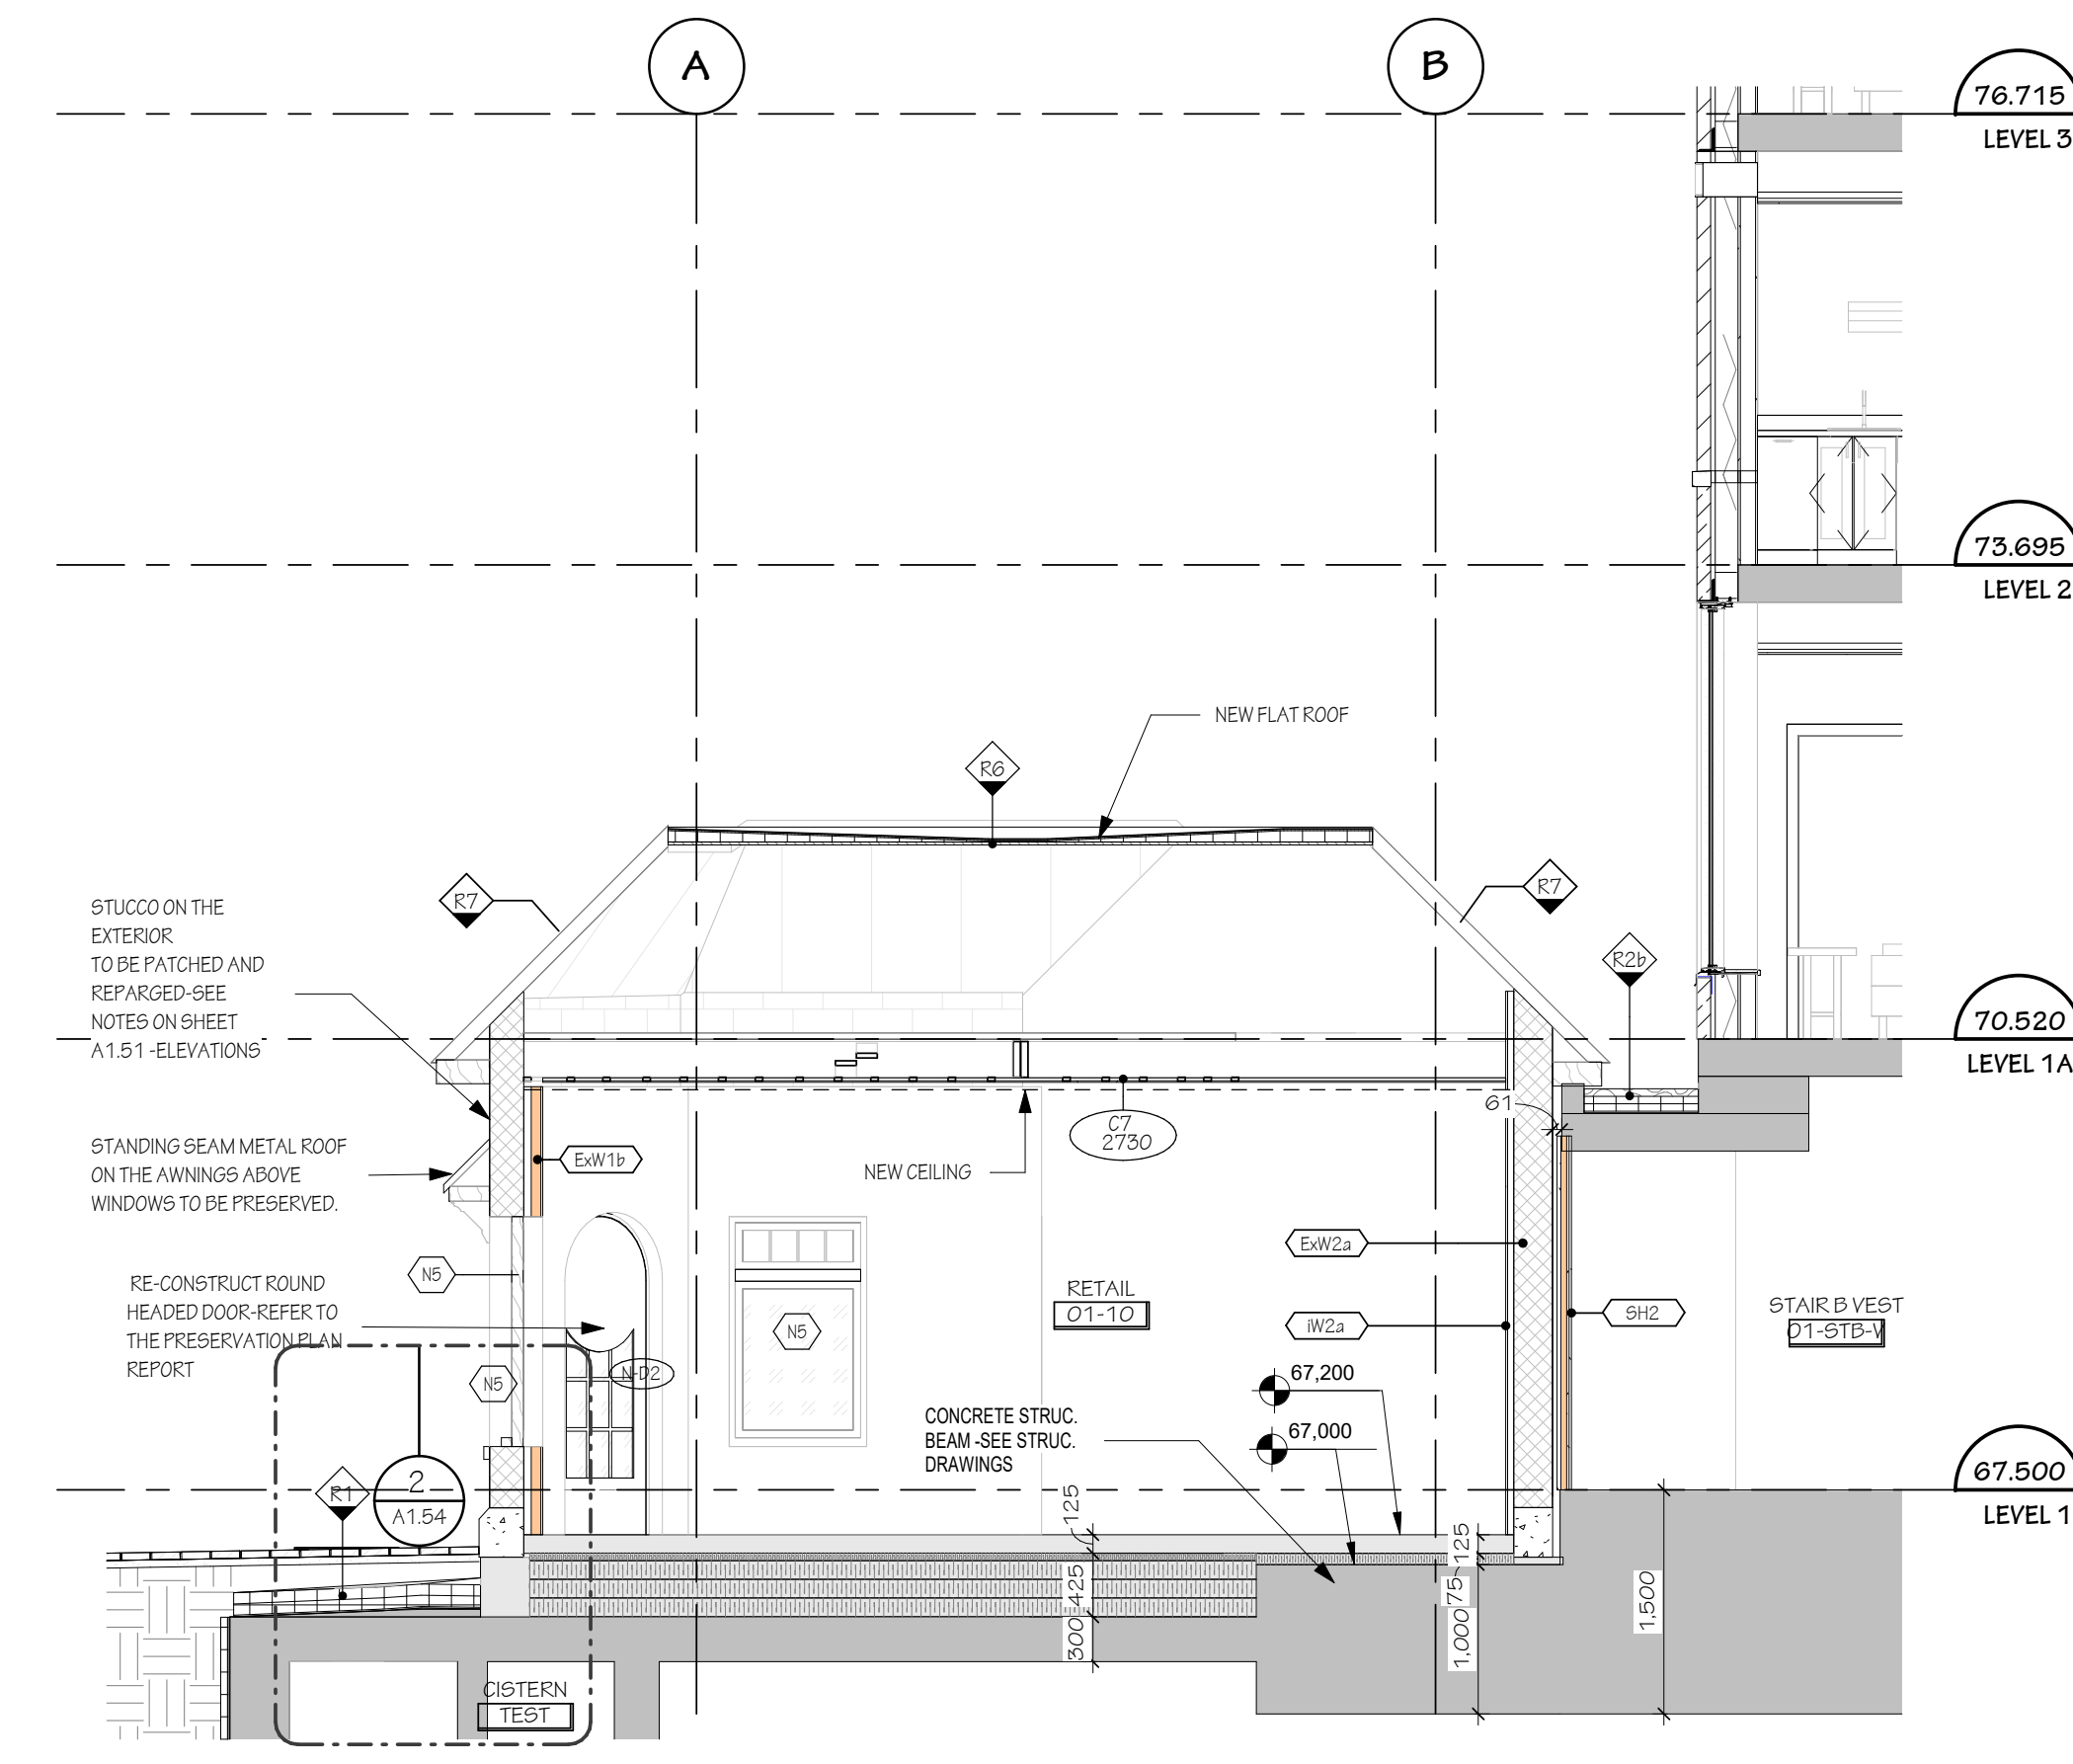 A
B
76.715
LEVEL 3
73.695
LEVEL 2
NEW FLAT ROOF
R6
R7
R7
STUCCO ON THE
EXTERIOR
TO BE PATCHED AND
REPARGED-SEE
NOTES ON SHEET
A1.51 -ELEVATIONS
R2b
70.520
LEVEL 1A
61
C7
2730
STANDING SEAM METAL ROOF
ON THE AWNINGS ABOVE
WINDOWS TO BE PRESERVED.
ExW1b
NEW CEILING
ExW2a
N5
RE-CONSTRUCT ROUND
HEADED DOOR-REFER TO
THE PRESERVATION PLAN
REPORT
N5
RETAIL
01-10
iW2a
SH2
STAIR B VEST
01-STB-V
N5
N-D2
67,200
67,000
CONCRETE STRUC.
BEAM -SEE STRUC.
DRAWINGS
67.500
LEVEL 1
R1
2
A1.54
125
425
300
125
75
1,000
1,500
CISTERN
TEST